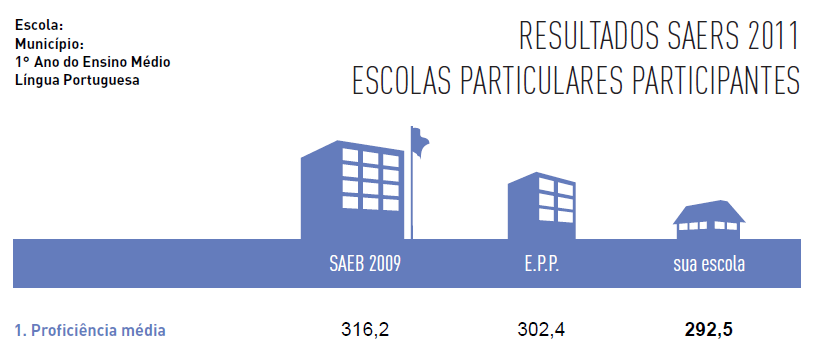 Escola:
Município:
1° Ano do Ensino Médio
Língua Portuguesa
RESULTADOS SAERS 2011
ESCOLAS PARTICULARES PARTICIPANTES
SAEB 2009 E.P.P. sua escola
1. Proficiência média 316,2 302,4 292,5